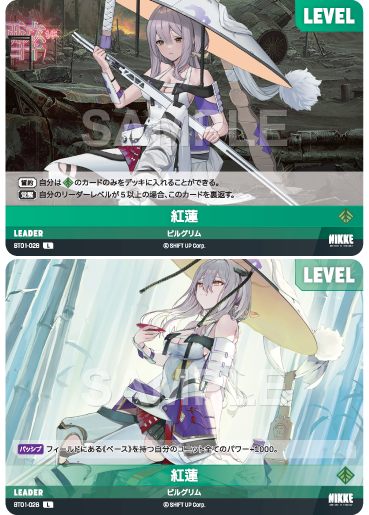 LEVEL
SAMPLE
誓約 自分は のカードのみをデッキに入れることができる。
覚醒 自分のリーダーレベルが5以上の場合、このカードを裏返す。
紅蓮
LEADER ピルグリム
BT01-028 L ©SHIFT UP Corp. NIKKE
LEVEL
SAMPLE
パッシブ フィールドにある《ベース》を持つ自分のユニット全てのパワー+1000。
紅蓮
LEADER ピルグリム
BT01-028 L ©SHIFT UP Corp. NIKKE